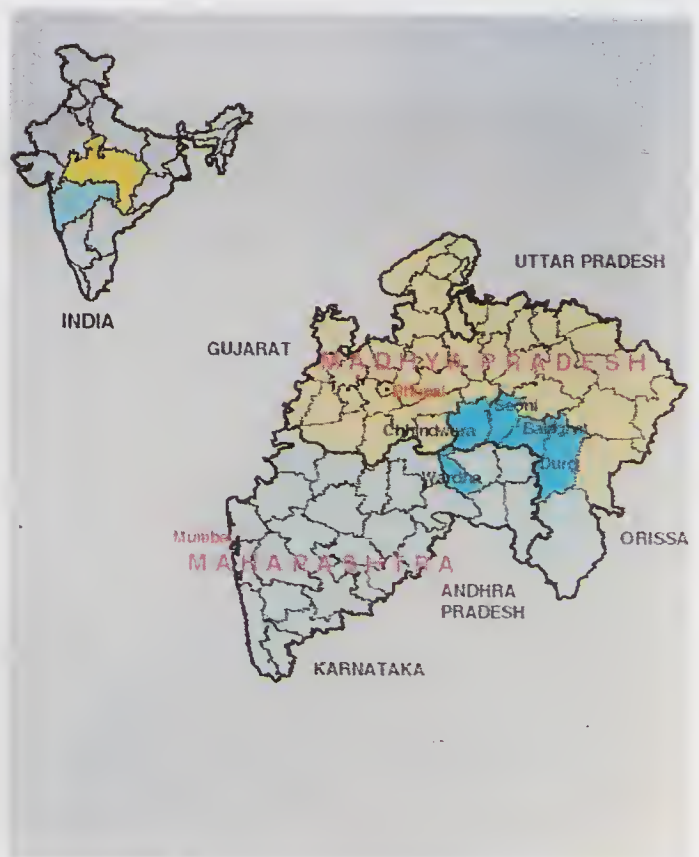 INDIA
UTTAR PRADESH
GUJARAT
MADHYA PRADESH
Bhopal
Seoni
Chhindwara
Balaghat
Durg
Wardha
Mumbai
MAHARASHTRA
ORISSA
ANDHRA
PRADESH
KARNATAKA